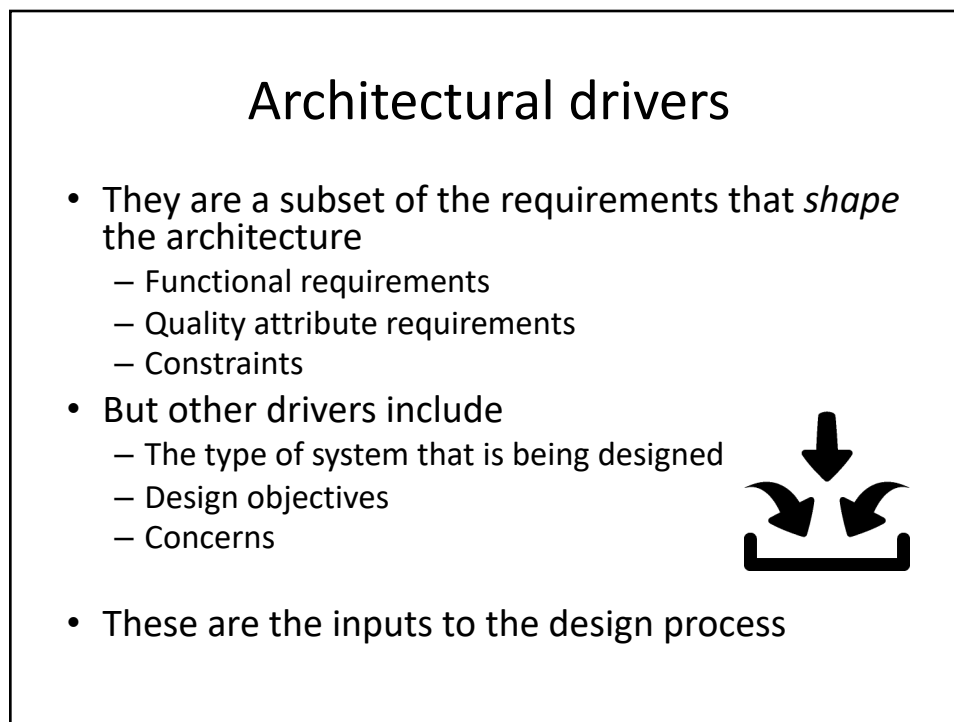 Architectural drivers
• They are a subset of the requirements that shape
the architecture
– Functional requirements
– Quality attribute requirements
– Constraints
• But other drivers include
– The type of system that is being designed
– Design objectives
– Concerns
• These are the inputs to the design process